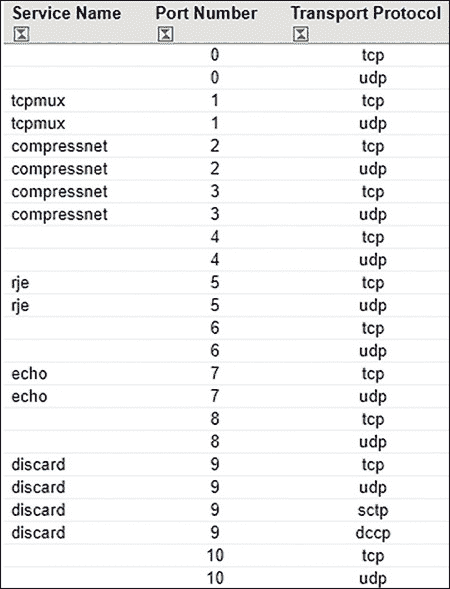 Service Name Port Number Transport Protocol
0 tcp
0 udp
tcpmux 1 tcp
tcpmux 1 udp
compressnet 2 tcp
compressnet 2 udp
compressnet 3 tcp
compressnet 3 udp
4 tcp
4 udp
rje 5 tcp
rje 5 udp
6 tcp
6 udp
echo 7 tcp
echo 7 udp
8 tcp
8 udp
discard 9 tcp
discard 9 udp
discard 9 sctp
discard 9 dccp
10 tcp
10 udp